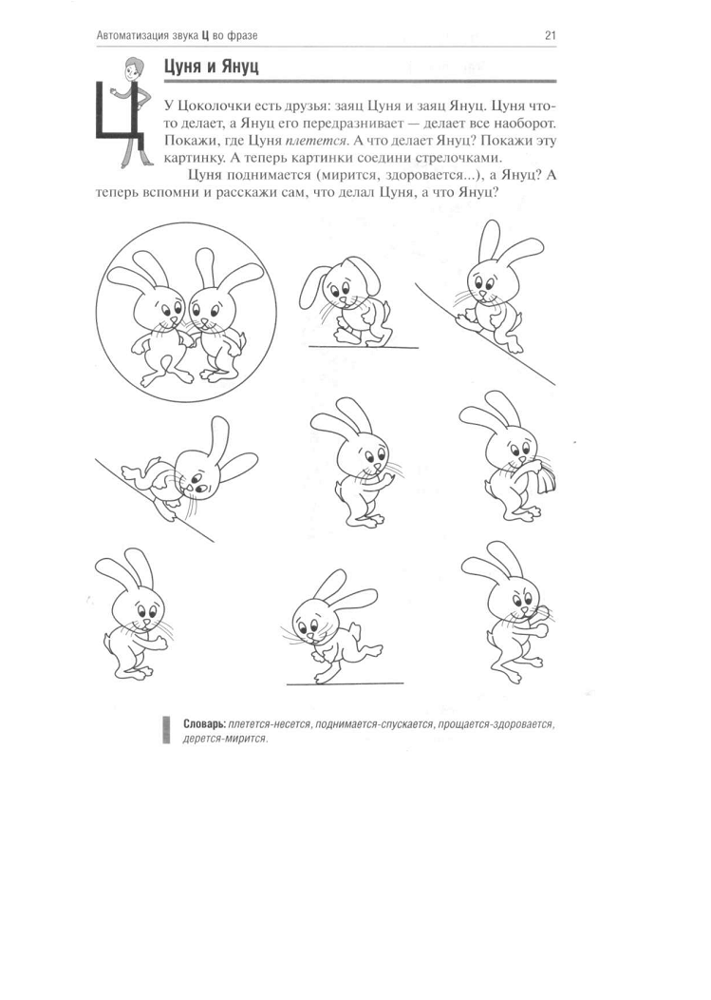 Автоматизация звука Ц во фразе 21
Цуня и Януц
Ц
У Цоколочки есть друзья: заяц Цуня и заяц Януц. Цуня что-
то делает, а Януц его передразнивает — делает все наоборот.
Покажи, где Цуня плетется. А что делает Януц? Покажи эту
картинку. А теперь картинки соедини стрелочками.
Цуня поднимается (мирится, здоровается...), а Януц? А
теперь вспомни и расскажи сам, что делал Цуня, а что Януц?
Словарь: плетется-несется, поднимается-спускается, прощается-здоровается,
дерется-мирится.